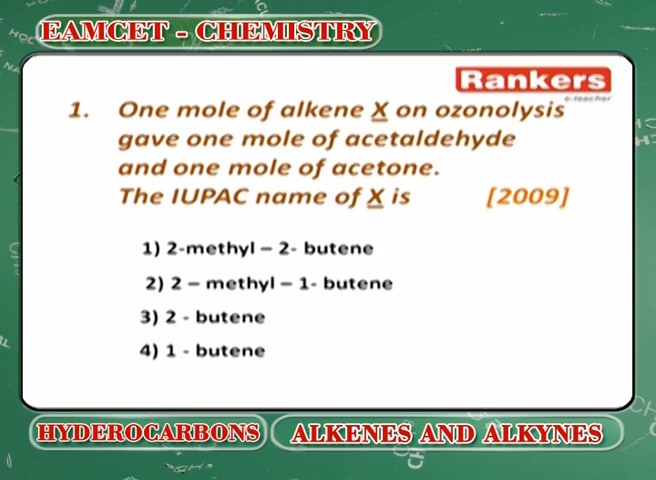 EAMCET - CHEMISTRY
Rankers
e-teacher
1. One mole of alkene X on ozonolysis
gave one mole of acetaldehyde
and one mole of acetone.
The IUPAC name of X is [2009]
1) 2-methyl – 2- butene
2) 2 – methyl – 1- butene
3) 2 - butene
4) 1 - butene
HYDEROCARBONS
ALKENES AND ALKYNES